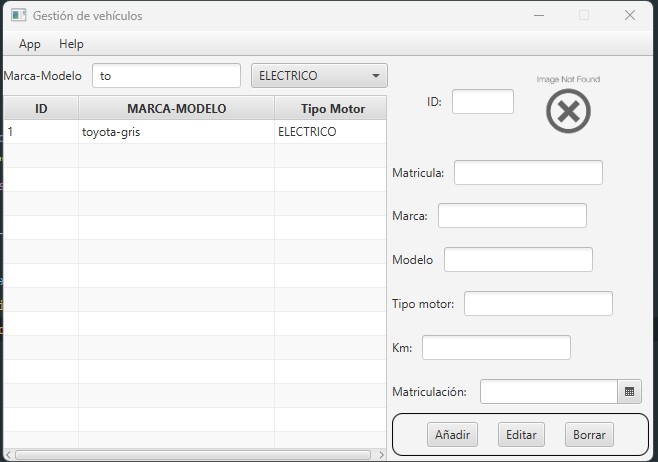 Gestión de vehículos
App Help
Marca-Modelo to ELECTRICO
ID MARCA-MODELO Tipo Motor
1 toyota-gris ELECTRICO
Image Not Found
ID:
Matricula:
Marca:
Modelo
Tipo motor:
Km:
Matriculación:
Añadir Editar Borrar